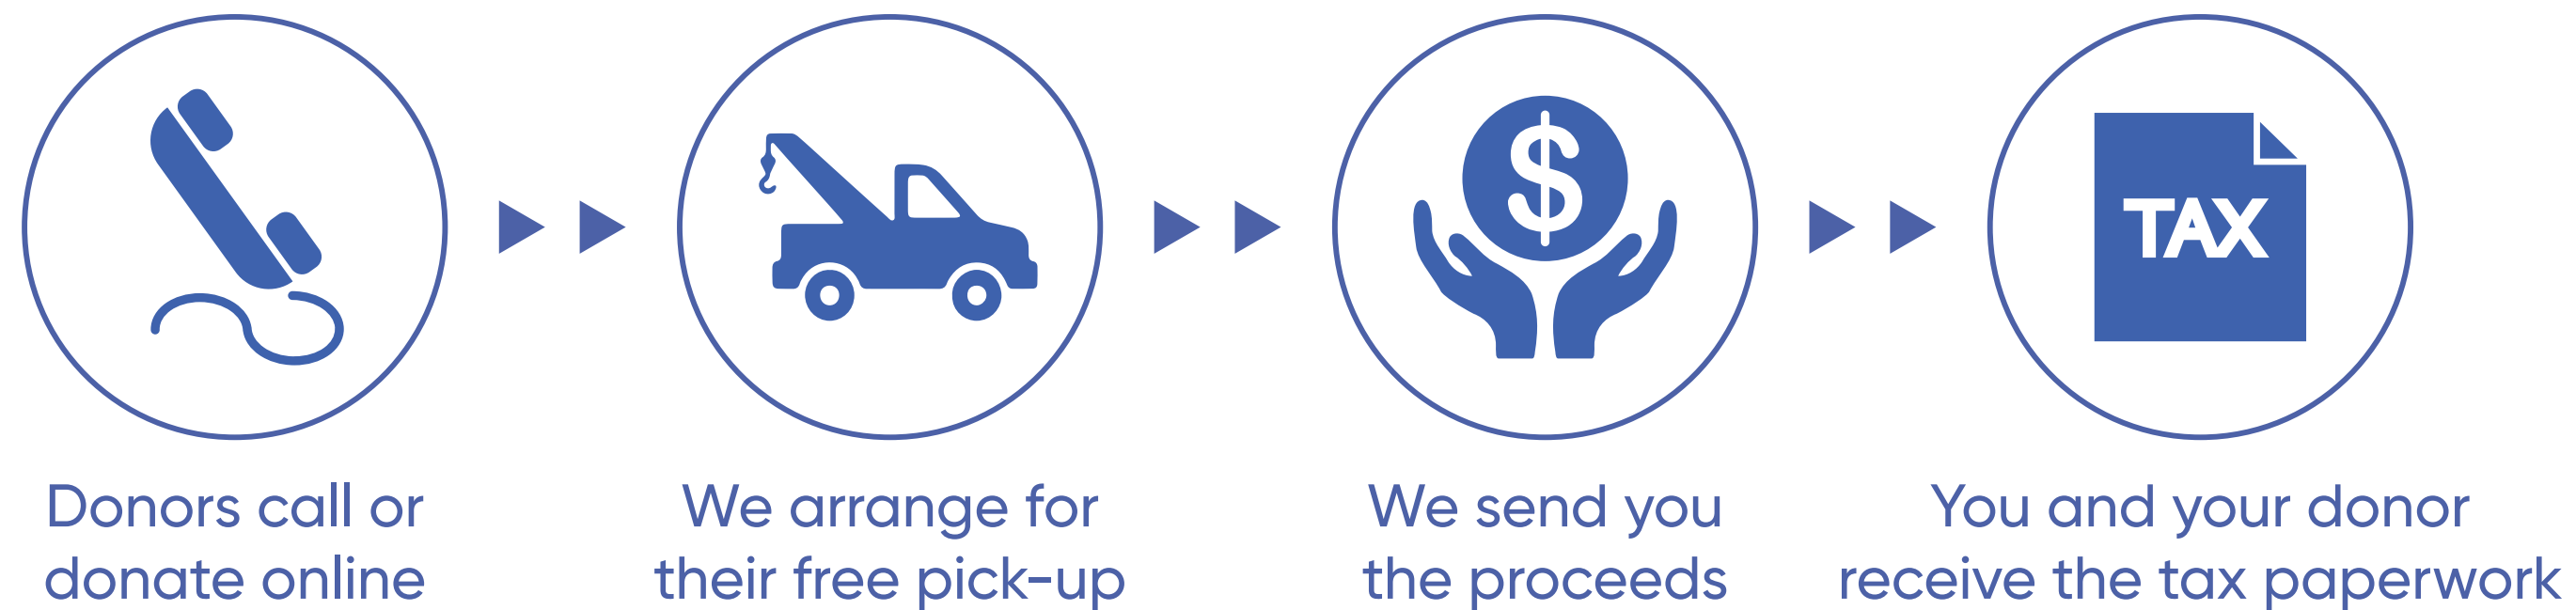 $
TAX
Donors call or
donate online
We arrange for
their free pick-up
We send you
the proceeds
You and your donor
receive the tax paperwork